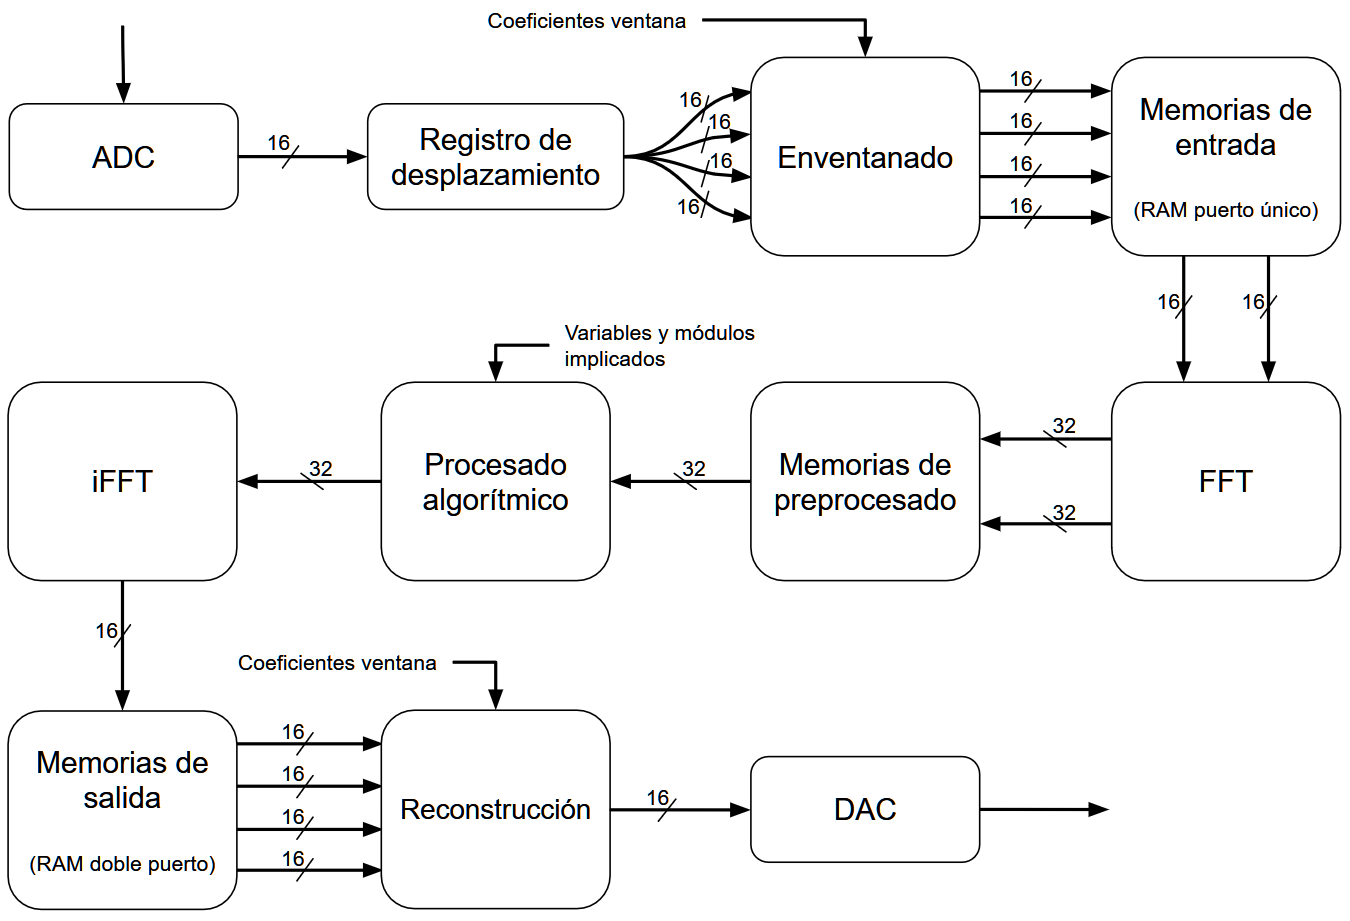 Coeficientes ventana
ADC
16
Registro de
desplazamiento
16
16
16
16
Enventanado
16
16
16
16
Memorias de
entrada
(RAM puerto único)
16
16
Variables y módulos
implicados
iFFT
32
Procesado
algorítmico
32
Memorias de
preprocesado
32
32
FFT
16
Coeficientes ventana
Memorias de
salida
(RAM doble puerto)
16
16
16
16
Reconstrucción
16
DAC